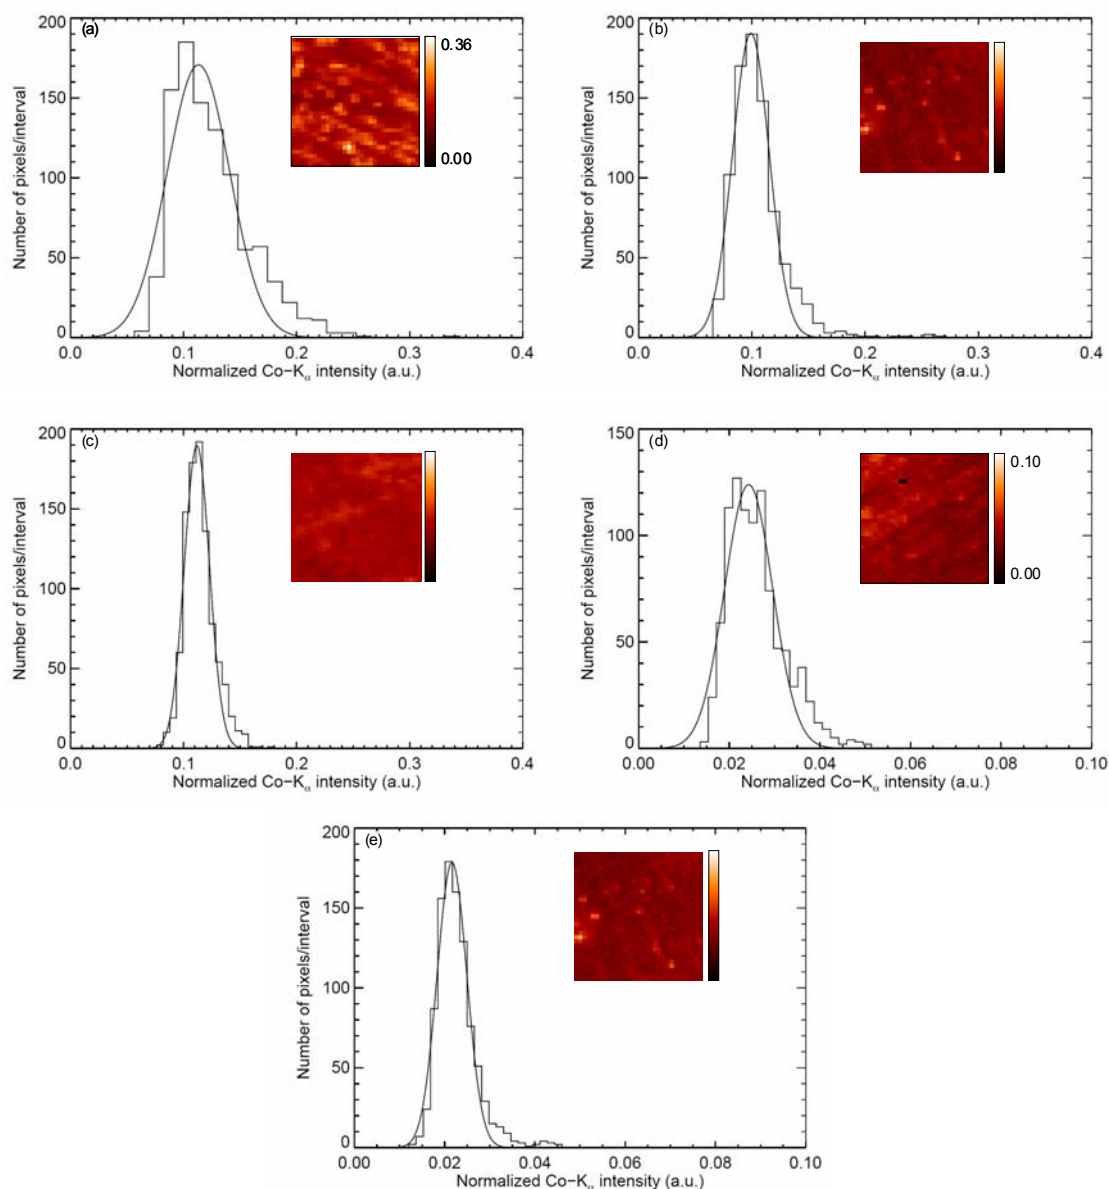 (a)
200
150
100
50
0
Number of pixels/interval
0.36
0.00
0.0 0.1 0.2 0.3 0.4
Normalized Co−Kα intensity (a.u.)
(b)
200
150
100
50
0
Number of pixels/interval
0.0 0.1 0.2 0.3 0.4
Normalized Co−Kα intensity (a.u.)
(c)
200
150
100
50
0
Number of pixels/interval
0.0 0.1 0.2 0.3 0.4
Normalized Co−Kα intensity (a.u.)
(d)
150
100
50
0
Number of pixels/interval
0.10
0.00
0.00 0.02 0.04 0.06 0.08 0.10
Normalized Co−Kα intensity (a.u.)
(e)
200
150
100
50
0
Number of pixels/interval
0.00 0.02 0.04 0.06 0.08 0.10
Normalized Co−Kα intensity (a.u.)